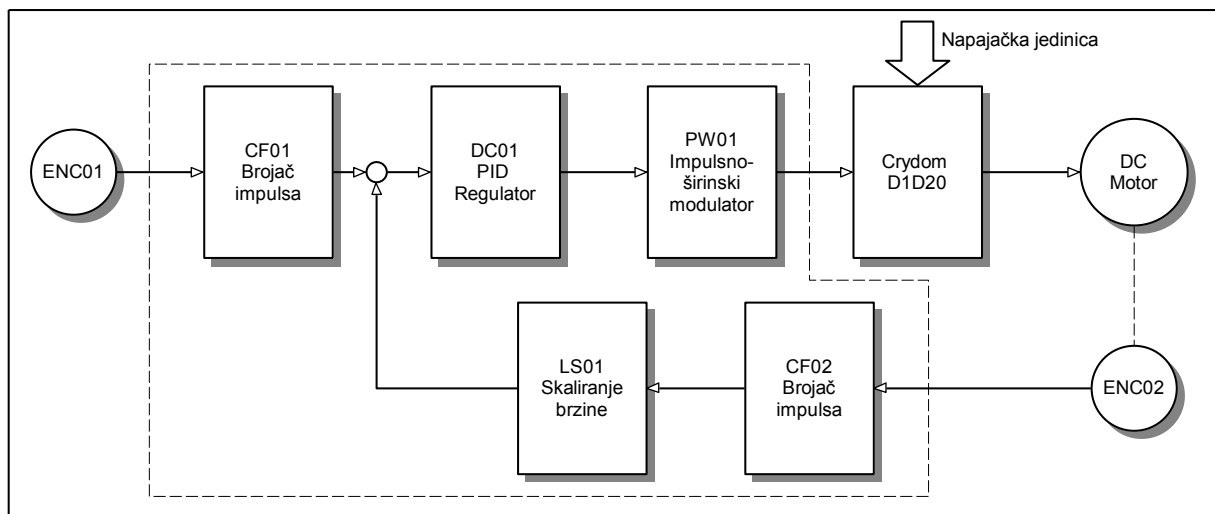 Napajačka jedinica
ENC01
CF01
Brojač
impulsa
DC01
PID
Regulator
PW01
Impulsno-
širinski
modulator
Crydom
D1D20
DC
Motor
LS01
Skaliranje
brzine
CF02
Brojač
impulsa
ENC02